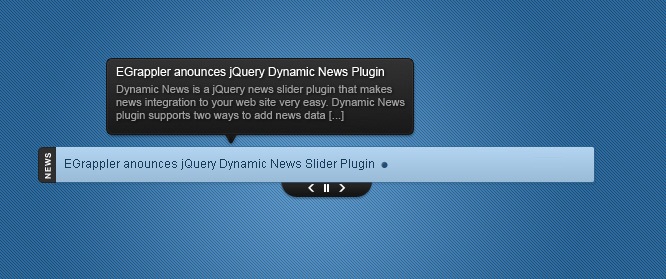 EGrappler anounces jQuery Dynamic News Plugin
Dynamic News is a jQuery news slider plugin that makes
news integration to your web site very easy. Dynamic News
plugin supports two ways to add news data [...]
NEWS
EGrappler anounces jQuery Dynamic News Slider Plugin